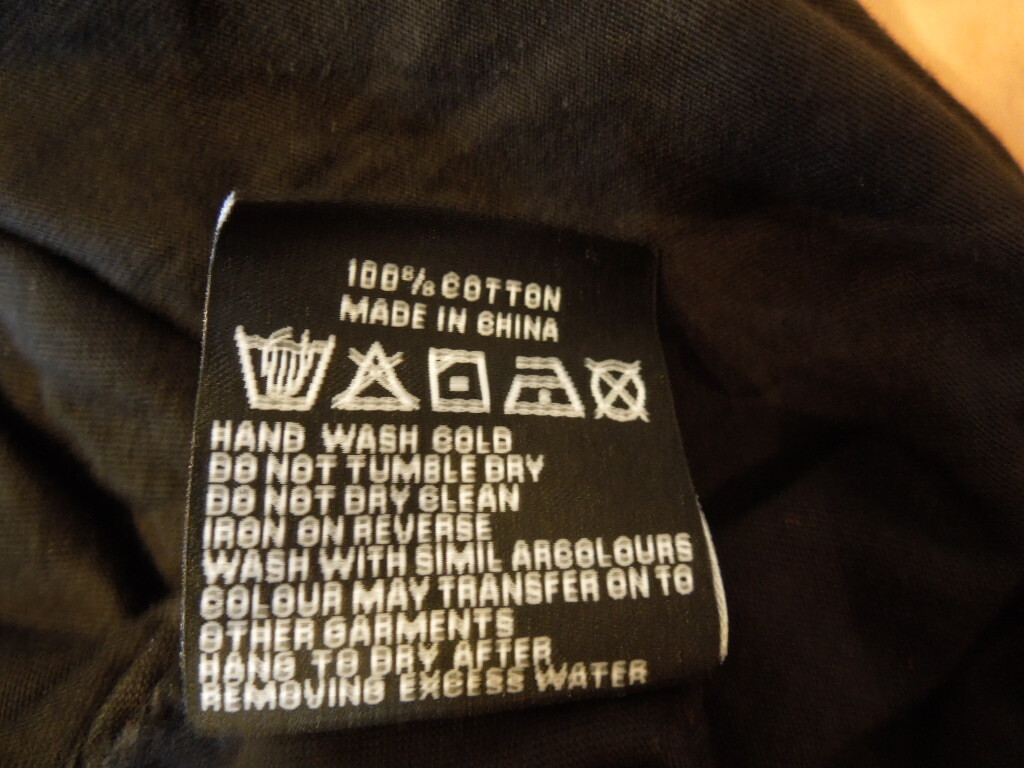 100% COTTON
MADE IN CHINA
HAND WASH COLD
DO NOT TUMBLE DRY
DO NOT DRY CLEAN
IRON ON REVERSE
WASH WITH SIMIL ARCOLOURS
COLOUR MAY TRANSFER ON TO
OTHER GARMENTS
HANG TO DRY AFTER
REMOVING EXCESS WATER